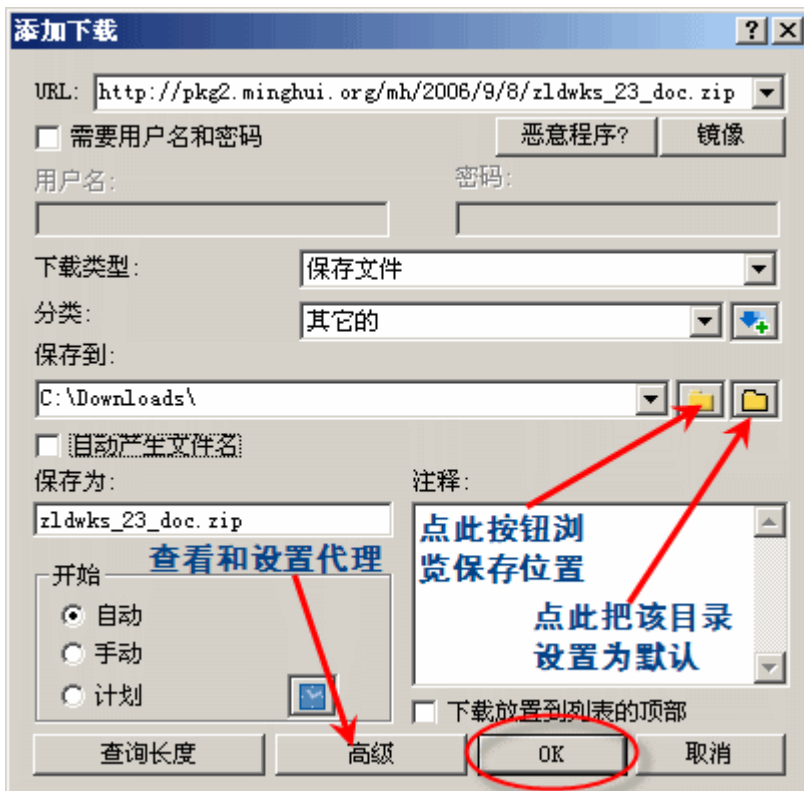 添加下载
URL: http://pkg2.minghui.org/mh/2006/9/8/zldwks_23_doc.zip
需要用户名和密码
恶意程序?
镜像
用户名:
密码:
下载类型:
保存文件
分类:
其它的
保存到:
C:\Downloads\
自动产生文件名
保存为:
注释:
zldwks_23_doc.zip
点此按钮浏
览保存位置
查看和设置代理
开始
自动
点此把该目录
手动
设置为默认
计划
下载放置到列表的顶部
查询长度
高级
OK
取消